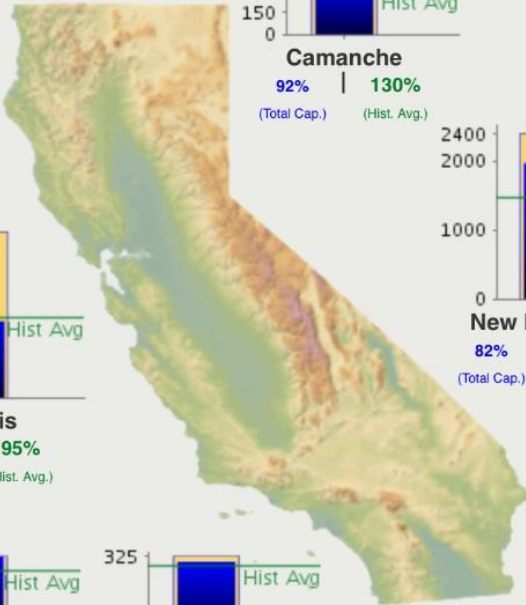 150
Hist Avg
0
Camanche
92% | 130%
(Total Cap.) (Hist. Avg.)
2400
2000
1000
0
New
82%
(Total Cap.)
Hist Avg
is
95%
Hist. Avg.)
325
Hist Avg
Hist Avg